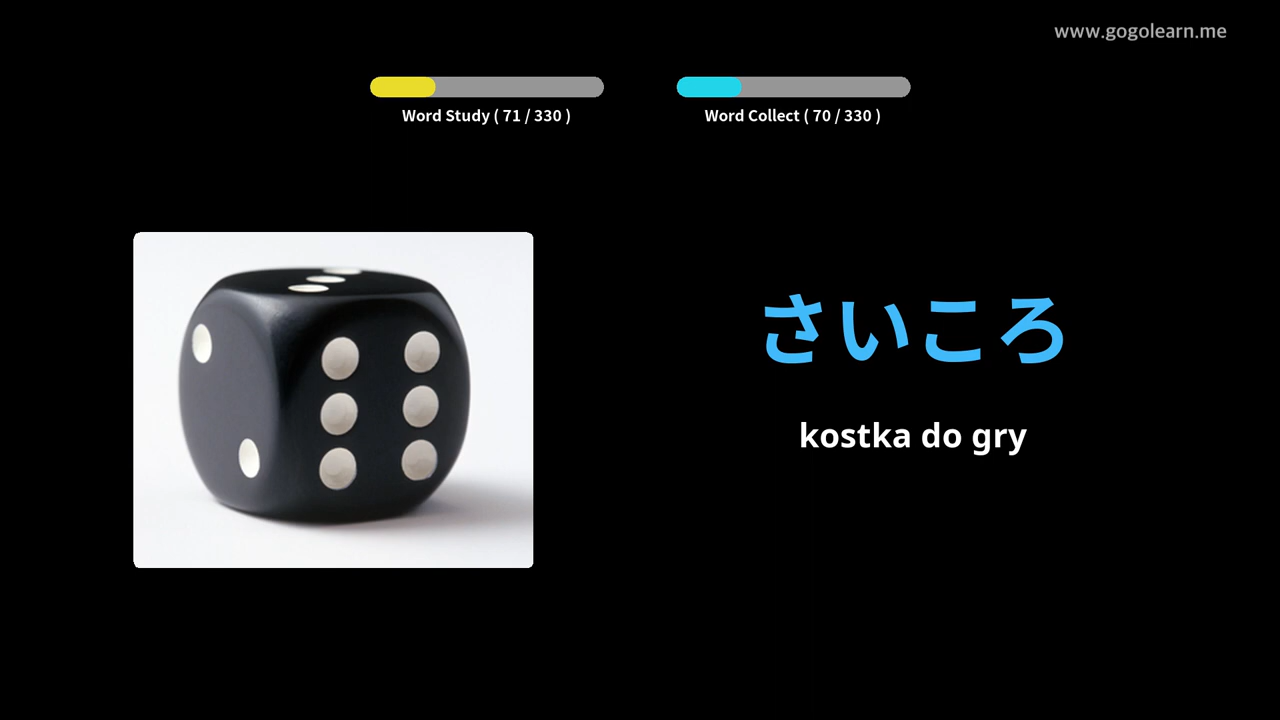 www.gogolearn.me
Word Study ( 71 / 330 )
Word Collect ( 70 / 330 )
さいころ
kostka do gry